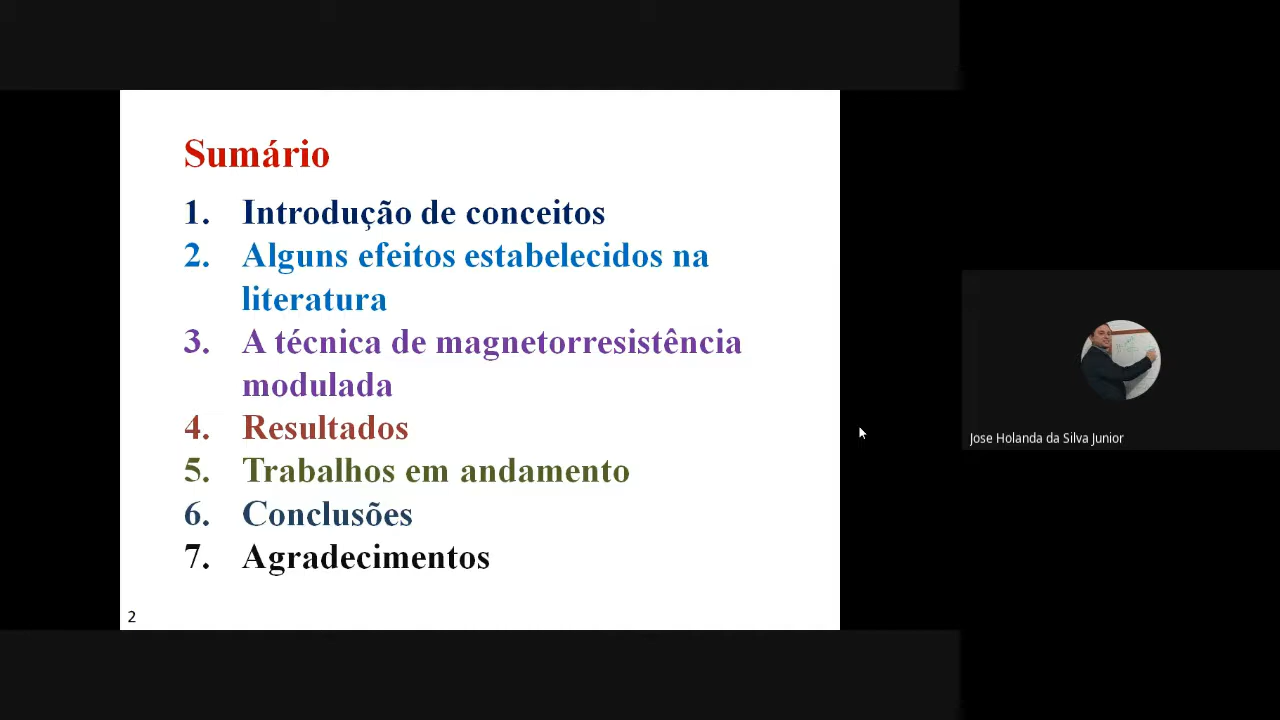 Sumário
1. Introdução de conceitos
2. Alguns efeitos estabelecidos na
literatura
3. A técnica de magnetorresistência
modulada
4. Resultados
5. Trabalhos em andamento
6. Conclusões
7. Agradecimentos
2
Jose Holanda da Silva Junior